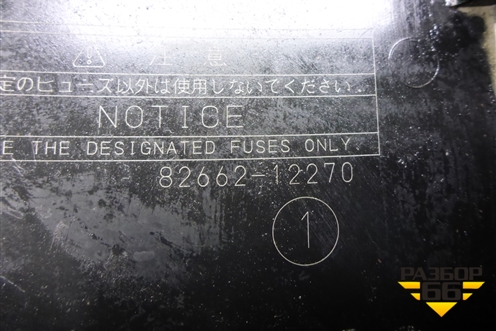 ⚠ 注 意
定のヒューズ以外は使用しないでください。
NOTICE
E THE DESIGNATED FUSES ONLY.
82662-12270
1
РАЗБОР
66